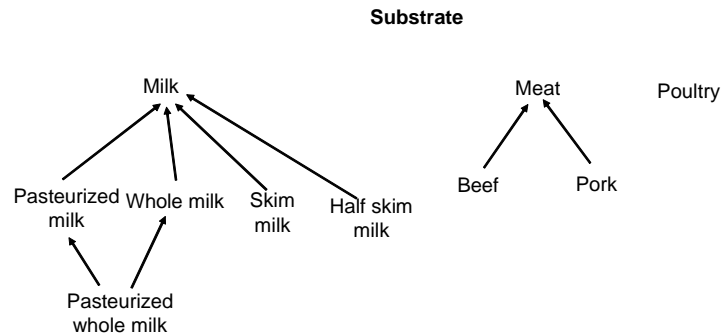 Substrate
Milk
Meat
Poultry
Pasteurized
milk
Whole milk
Skim
milk
Half skim
milk
Beef
Pork
Pasteurized
whole milk